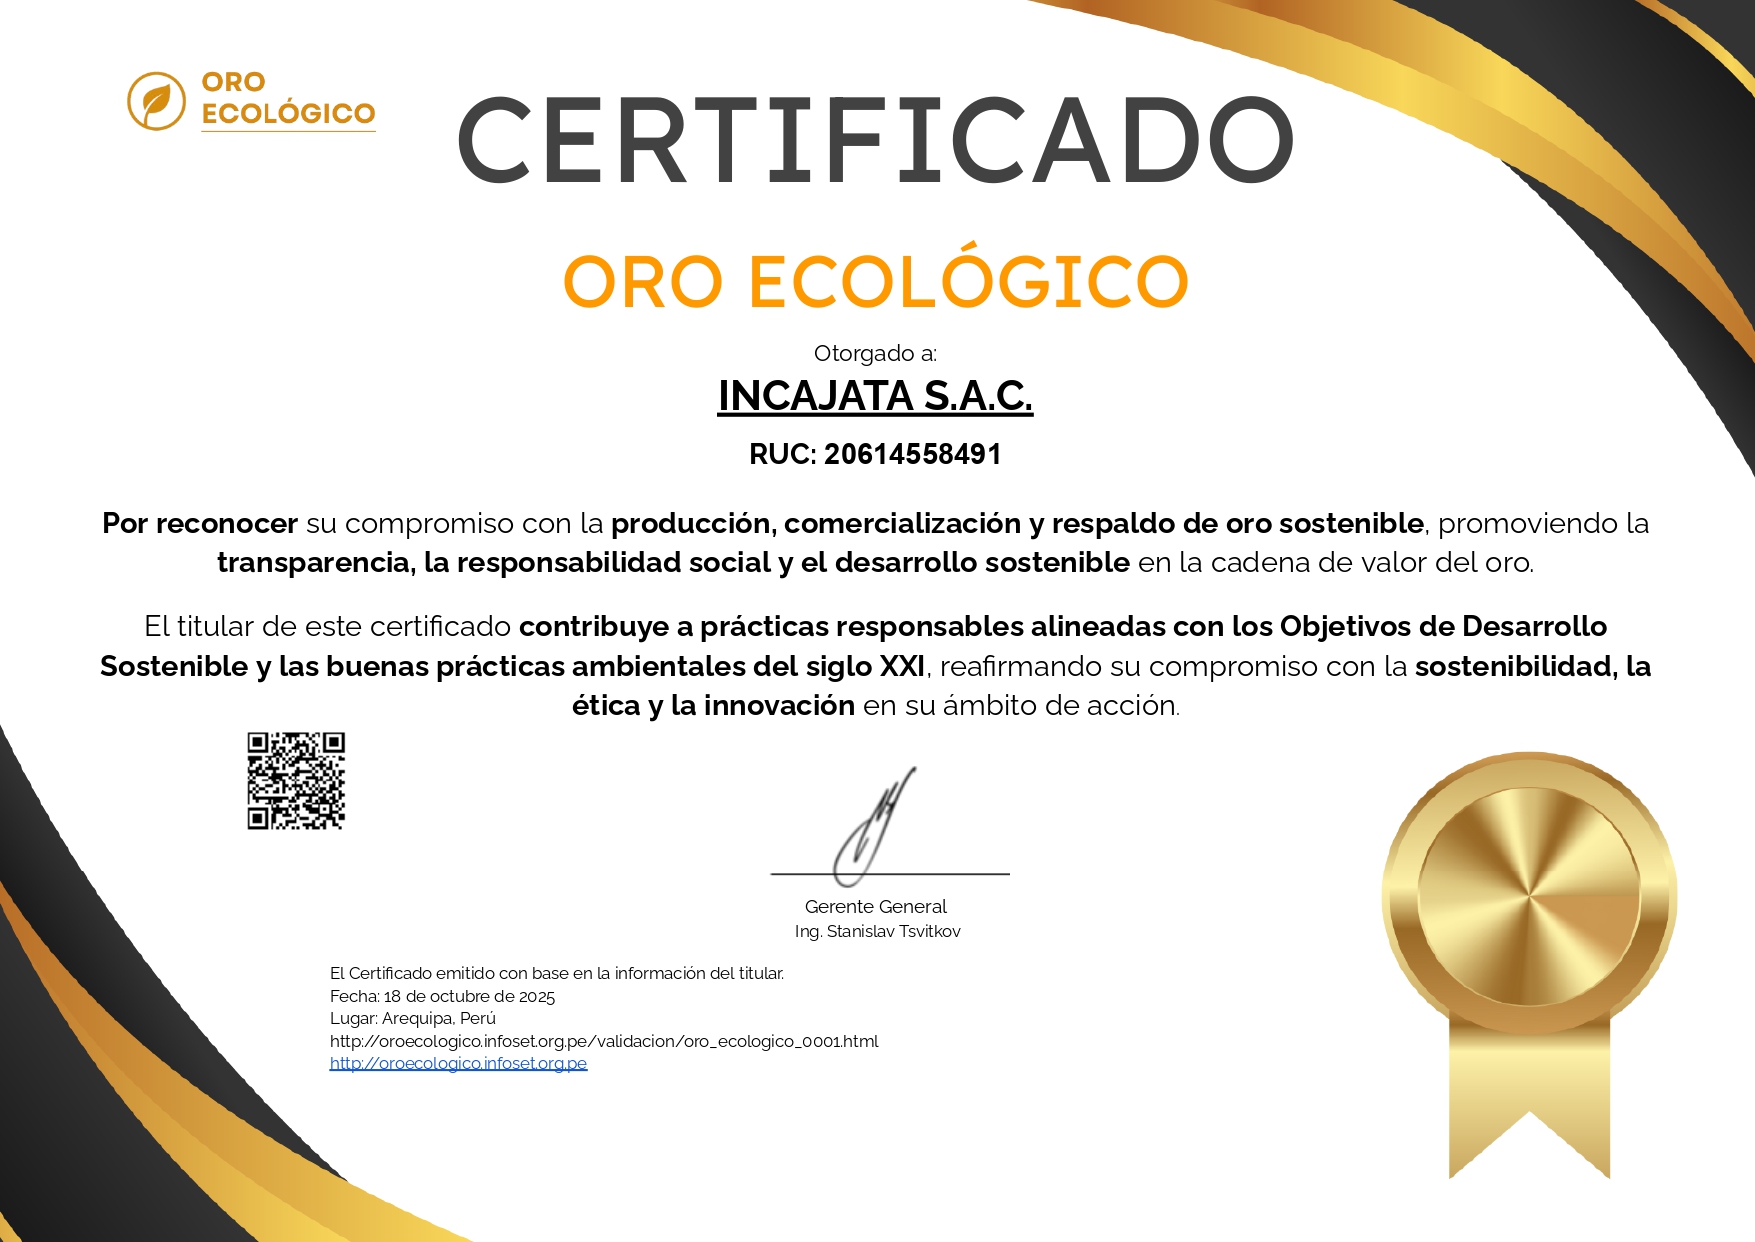 ORO
ECOLÓGICO
CERTIFICADO
ORO ECOLÓGICO
Otorgado a:
INCAJATA S.A.C.
RUC: 20614558491
Por reconocer su compromiso con la producción, comercialización y respaldo de oro sostenible, promoviendo la
transparencia, la responsabilidad social y el desarrollo sostenible en la cadena de valor del oro.
El titular de este certificado contribuye a prácticas responsables alineadas con los Objetivos de Desarrollo
Sostenible y las buenas prácticas ambientales del siglo XXI, reafirmando su compromiso con la sostenibilidad, la
ética y la innovación en su ámbito de acción.
Gerente General
Ing. Stanislav Tsvitkov
El Certificado emitido con base en la información del titular.
Fecha: 18 de octubre de 2025
Lugar: Arequipa, Perú
http://oroecologico.infoset.org.pe/validacion/oro_ecologico_0001.html
http://oroecologico.infoset.org.pe